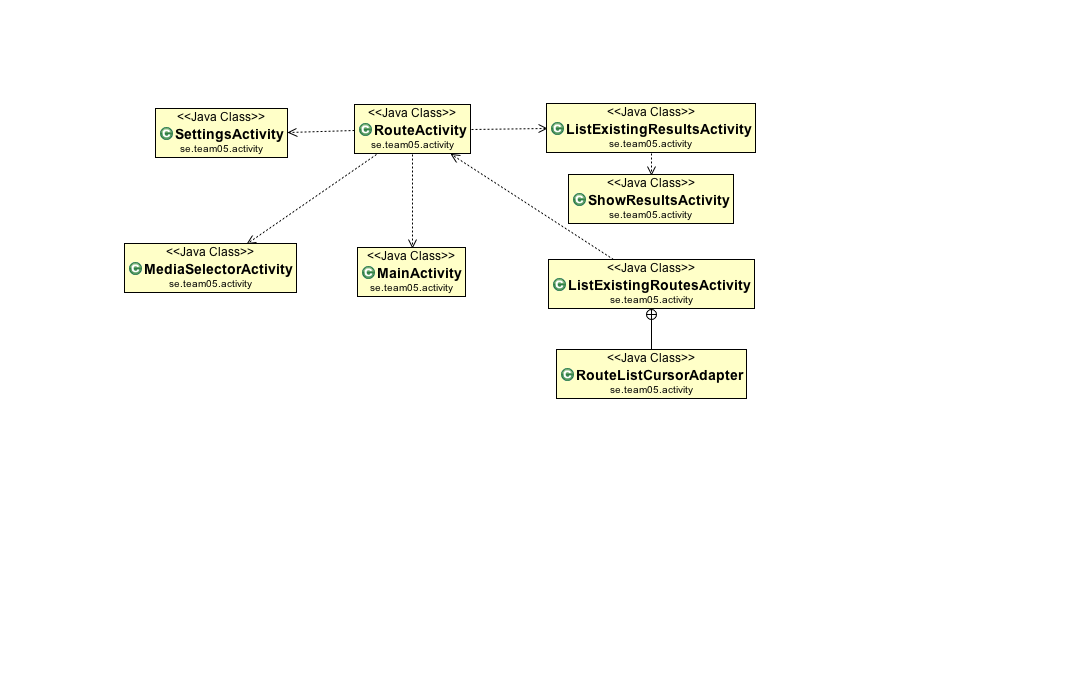 <<Java Class>>
SettingsActivity
se.team05.activity
<<Java Class>>
RouteActivity
se.team05.activity
<<Java Class>>
ListExistingResultsActivity
se.team05.activity
<<Java Class>>
ShowResultsActivity
se.team05.activity
<<Java Class>>
MediaSelectorActivity
se.team05.activity
<<Java Class>>
MainActivity
se.team05.activity
<<Java Class>>
ListExistingRoutesActivity
se.team05.activity
<<Java Class>>
RouteListCursorAdapter
se.team05.activity